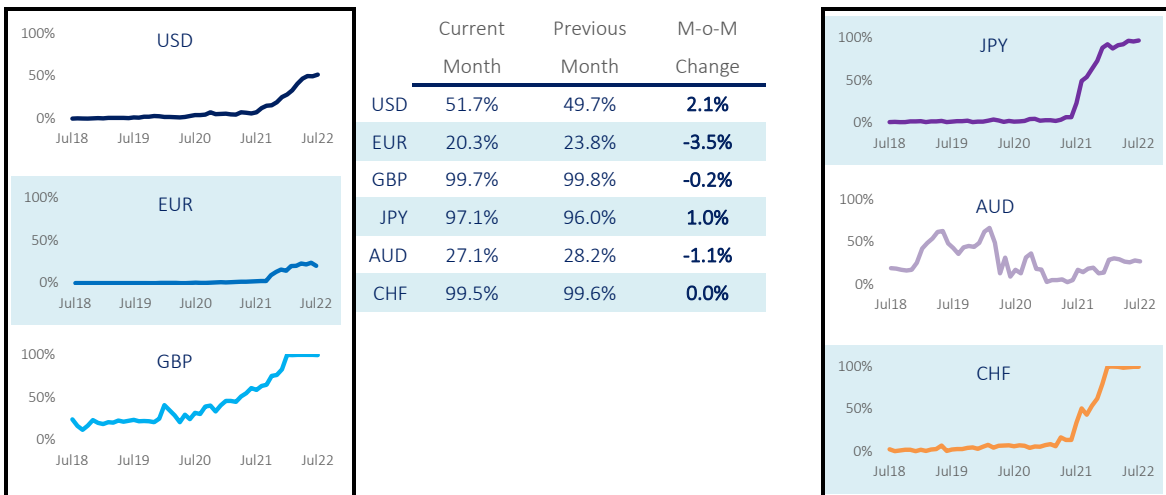 USD
100%
50%
0%
Jul18 Jul19 Jul20 Jul21 Jul22
EUR
100%
50%
0%
Jul18 Jul19 Jul20 Jul21 Jul22
GBP
100%
50%
0%
Jul18 Jul19 Jul20 Jul21 Jul22
Current Previous M-o-M
Month Month Change
USD 51.7% 49.7% 2.1%
EUR 20.3% 23.8% -3.5%
GBP 99.7% 99.8% -0.2%
JPY 97.1% 96.0% 1.0%
AUD 27.1% 28.2% -1.1%
CHF 99.5% 99.6% 0.0%
JPY
100%
50%
0%
Jul18 Jul19 Jul20 Jul21 Jul22
AUD
100%
50%
0%
Jul18 Jul19 Jul20 Jul21 Jul22
CHF
100%
50%
0%
Jul18 Jul19 Jul20 Jul21 Jul22